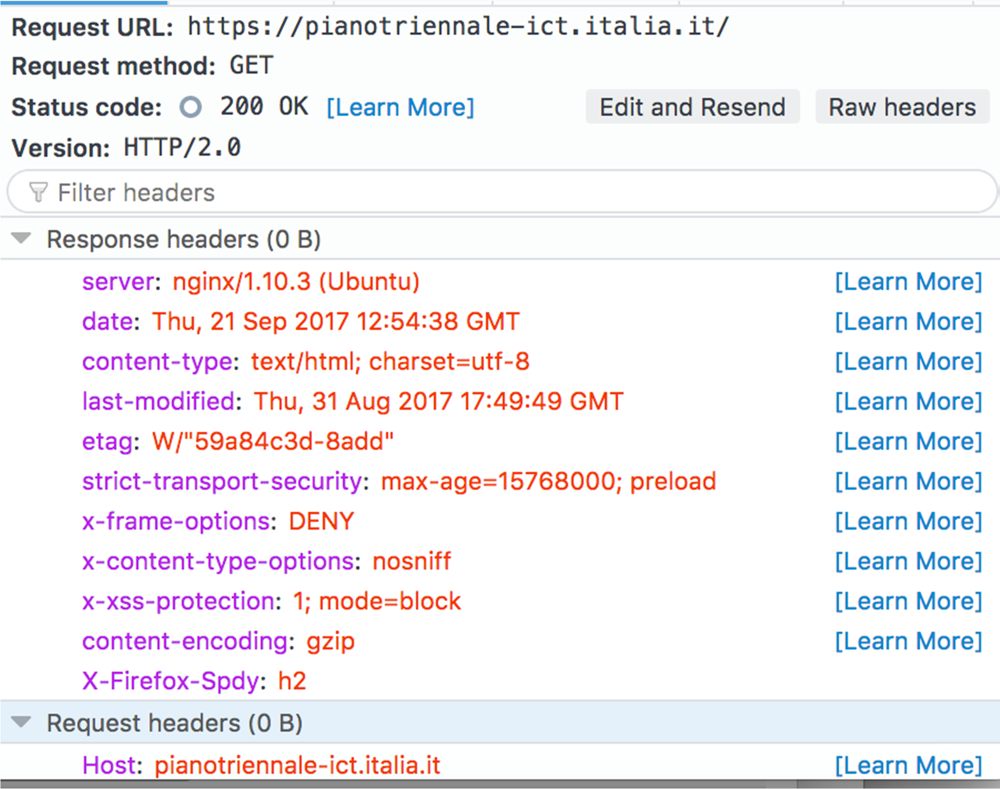 Request URL: https://pianotriennale-ict.italia.it/
Request method: GET
Status code: 200 OK [Learn More] Edit and Resend Raw headers
Version: HTTP/2.0
Filter headers
Response headers (0 B)
server: nginx/1.10.3 (Ubuntu) [Learn More]
date: Thu, 21 Sep 2017 12:54:38 GMT [Learn More]
content-type: text/html; charset=utf-8 [Learn More]
last-modified: Thu, 31 Aug 2017 17:49:49 GMT [Learn More]
etag: W/"59a84c3d-8add" [Learn More]
strict-transport-security: max-age=15768000; preload [Learn More]
x-frame-options: DENY [Learn More]
x-content-type-options: nosniff [Learn More]
x-xss-protection: 1; mode=block [Learn More]
content-encoding: gzip [Learn More]
X-Firefox-Spdy: h2
Request headers (0 B)
Host: pianotriennale-ict.italia.it [Learn More]